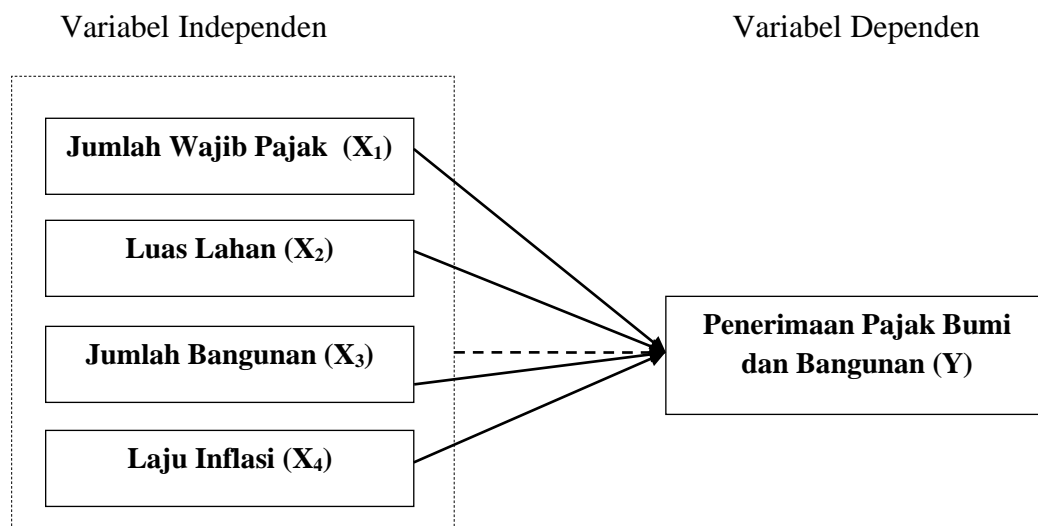 Variabel Independen
Variabel Dependen
Jumlah Wajib Pajak (X₁)
Luas Lahan (X₂)
Jumlah Bangunan (X₃)
Laju Inflasi (X₄)
Penerimaan Pajak Bumi
dan Bangunan (Y)